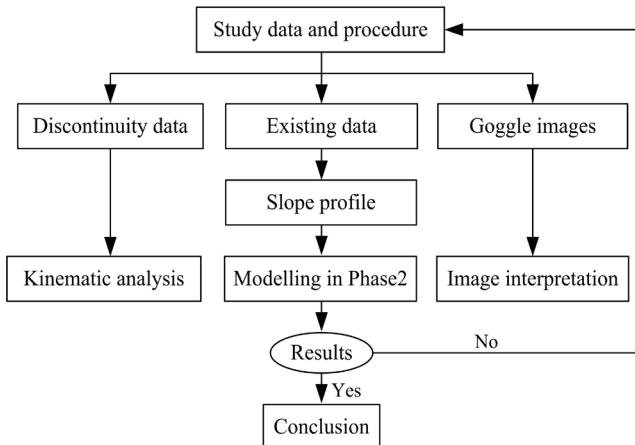 Study data and procedure
Discontinuity data
Existing data
Goggle images
Slope profile
Kinematic analysis
Modelling in Phase2
Image interpretation
Results
No
Yes
Conclusion